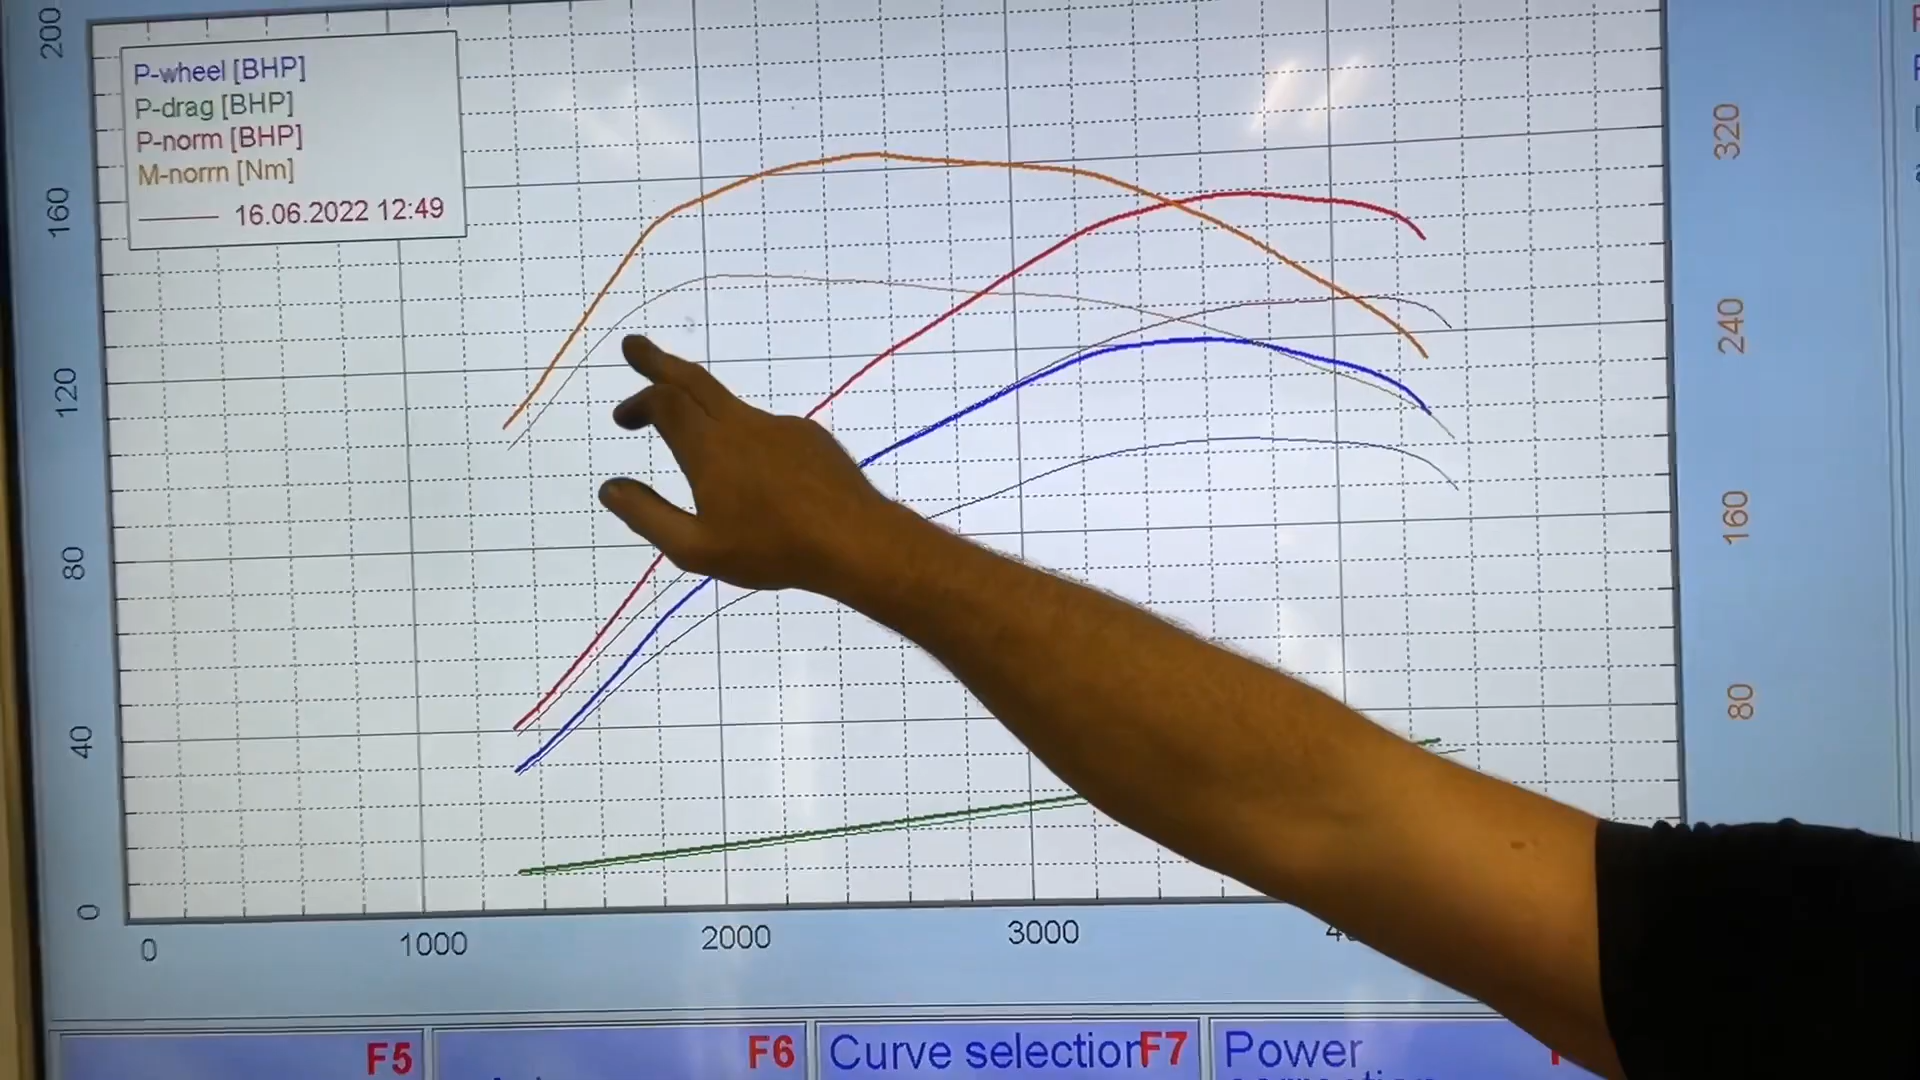 P-wheel [BHP]
P-drag [BHP]
P-norm [BHP]
M-norm [Nm]
16.06.2022 12:49
200
160
120
80
40
0
320
240
160
80
0
1000
2000
3000
F5
F6
Curve selection F7
Power